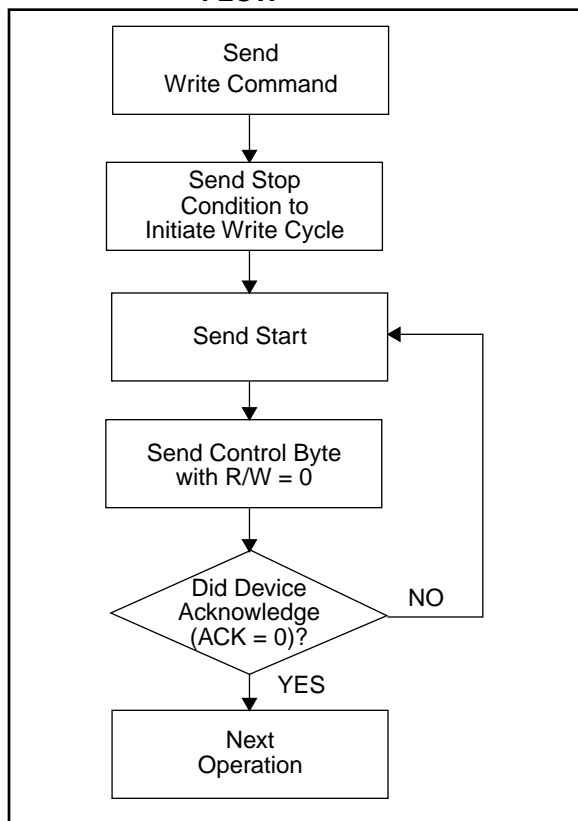 Send
Write Command
Send Stop
Condition to
Initiate Write Cycle
Send Start
Send Control Byte
with R/W = 0
Did Device
Acknowledge
(ACK = 0)?
NO
YES
Next
Operation